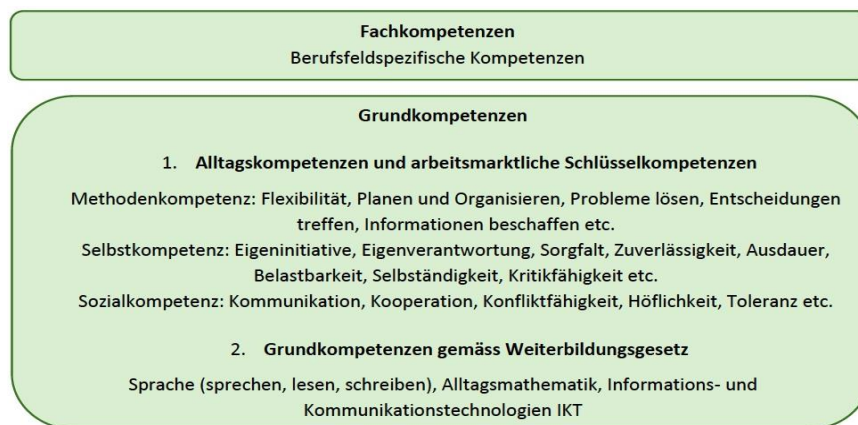 Fachkompetenzen
Berufsfeldspezifische Kompetenzen
Grundkompetenzen
1. Alltagskompetenzen und arbeitsmarktliche Schlüsselkompetenzen
Methodenkompetenz: Flexibilität, Planen und Organisieren, Probleme lösen, Entscheidungen
treffen, Informationen beschaffen etc.
Selbstkompetenz: Eigeninitiative, Eigenverantwortung, Sorgfalt, Zuverlässigkeit, Ausdauer,
Belastbarkeit, Selbständigkeit, Kritikfähigkeit etc.
Sozialkompetenz: Kommunikation, Kooperation, Konfliktfähigkeit, Höflichkeit, Toleranz etc.
2. Grundkompetenzen gemäss Weiterbildungsgesetz
Sprache (sprechen, lesen, schreiben), Alltagsmathematik, Informations- und
Kommunikationstechnologien IKT